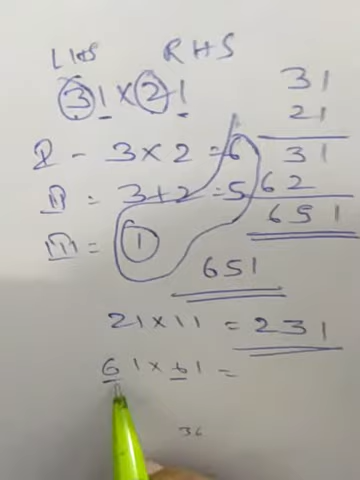 LHS RHS
31 × 21
I - 3 × 2 = 6
II = 3 + 2 = 5
III = 1
651
31
21
31
62
651
21 × 11 = 231
61 × 61 =
36